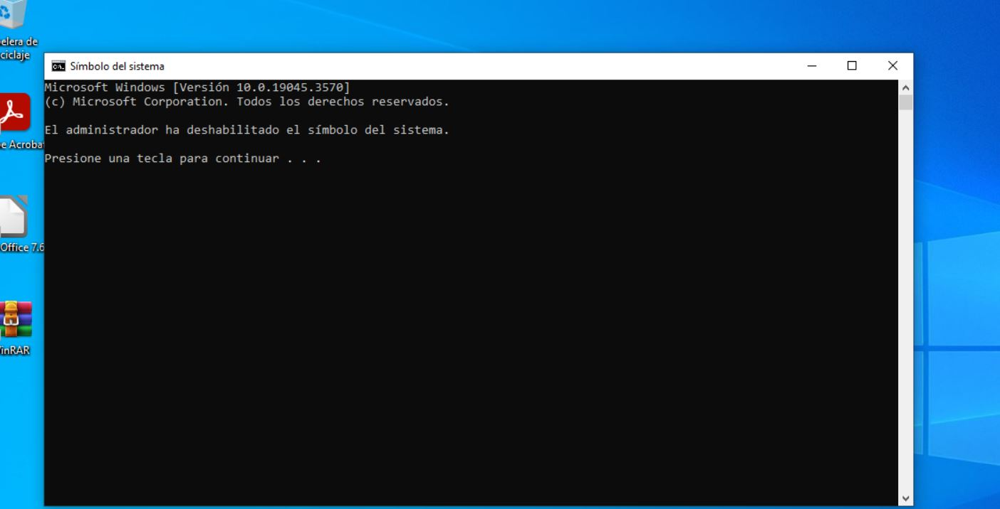 elera de
ciclaje
Símbolo del sistema
Microsoft Windows [Versión 10.0.19045.3570]
(c) Microsoft Corporation. Todos los derechos reservados.
El administrador ha deshabilitado el símbolo del sistema.
e Acrobat
Presione una tecla para continuar . . .
Office 7.6
inRAR